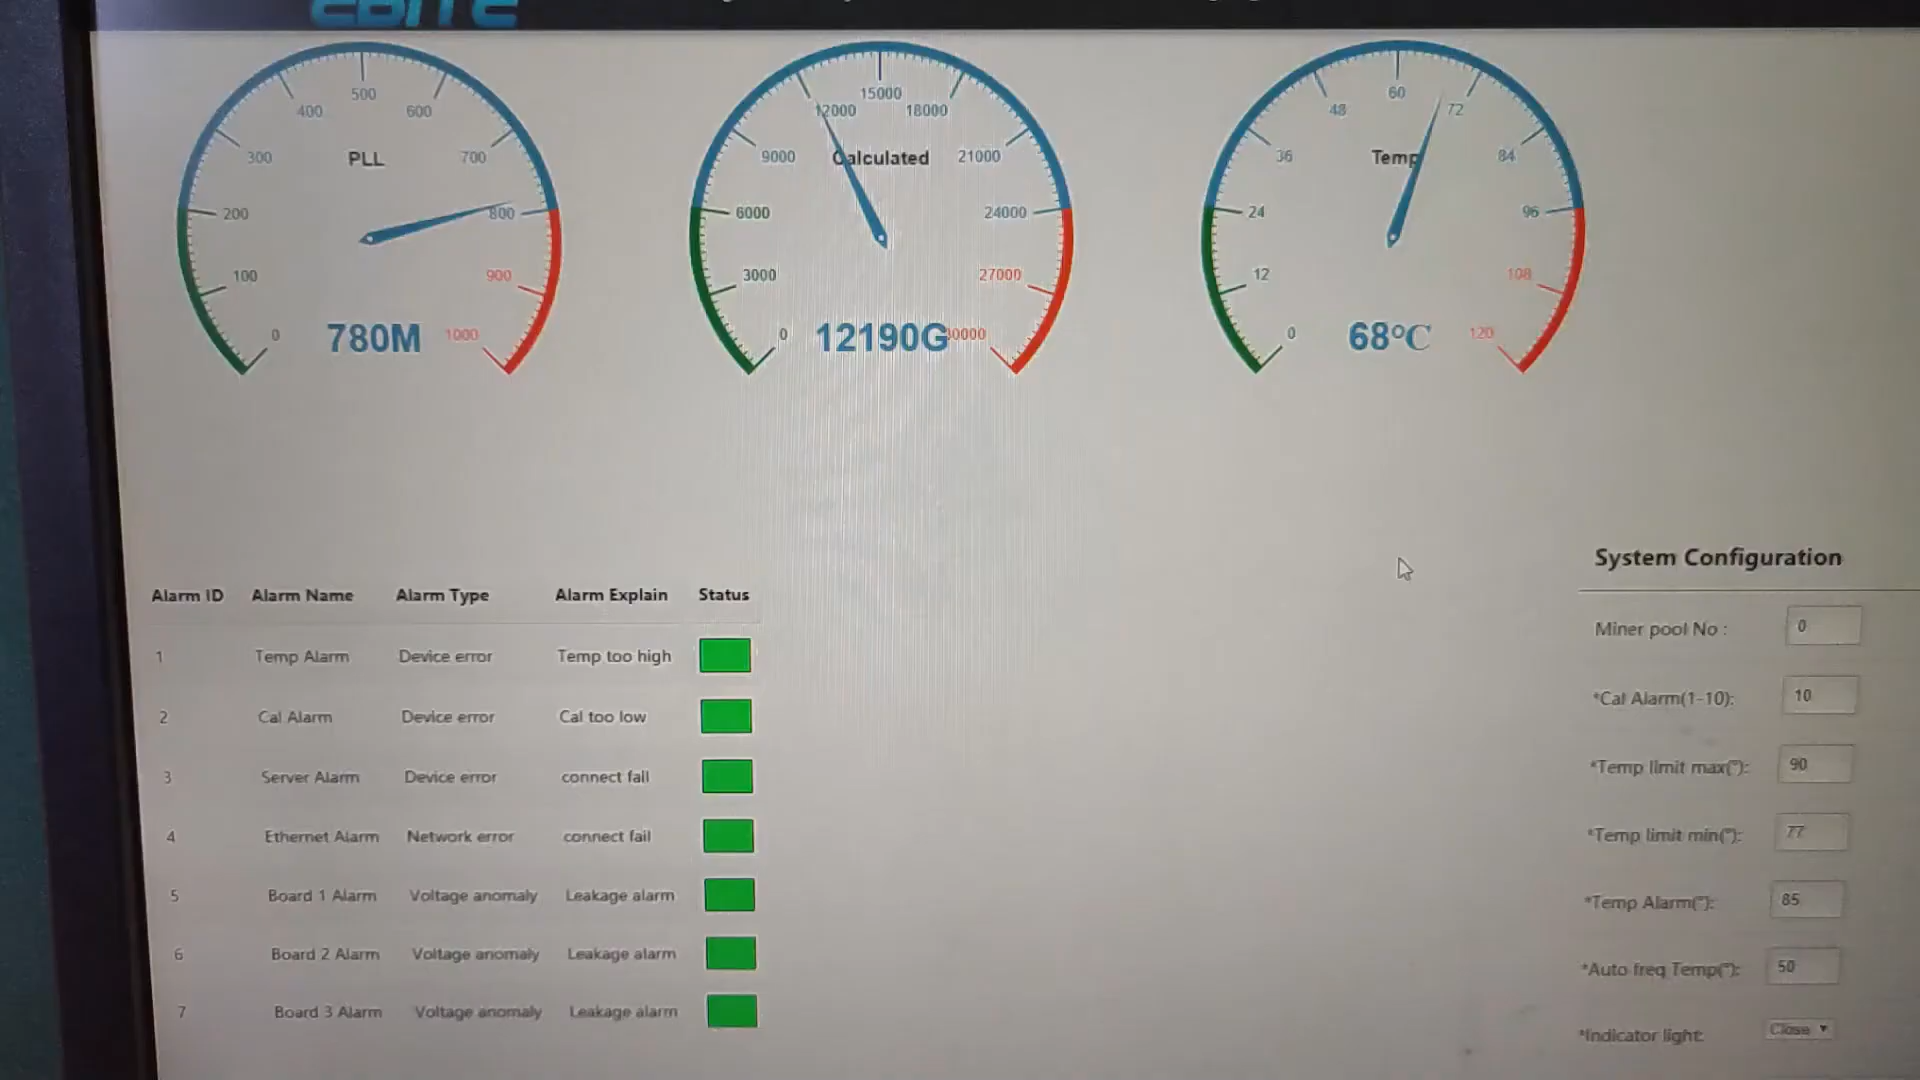 EBITE
500
400 600
300 PLL 700
200 800
100 900
0 780M 1000
15000
12000 18000
9000 Calculated 21000
6000 24000
3000 27000
0 12190G 30000
60
48 72
36 Temp 84
24 96
12 108
0 68°C 120
Alarm ID Alarm Name Alarm Type Alarm Explain Status
1 Temp Alarm Device error Temp too high
2 Cal Alarm Device error Cal too low
3 Server Alarm Device error connect fail
4 Ethernet Alarm Network error connect fail
5 Board 1 Alarm Voltage anomaly Leakage alarm
6 Board 2 Alarm Voltage anomaly Leakage alarm
7 Board 3 Alarm Voltage anomaly Leakage alarm
System Configuration
Miner pool No : 0
*Cal Alarm(1-10): 10
*Temp limit max(°): 90
*Temp limit min(°): 77
*Temp Alarm(°): 85
*Auto freq Temp(°): 50
*Indicator light: Close